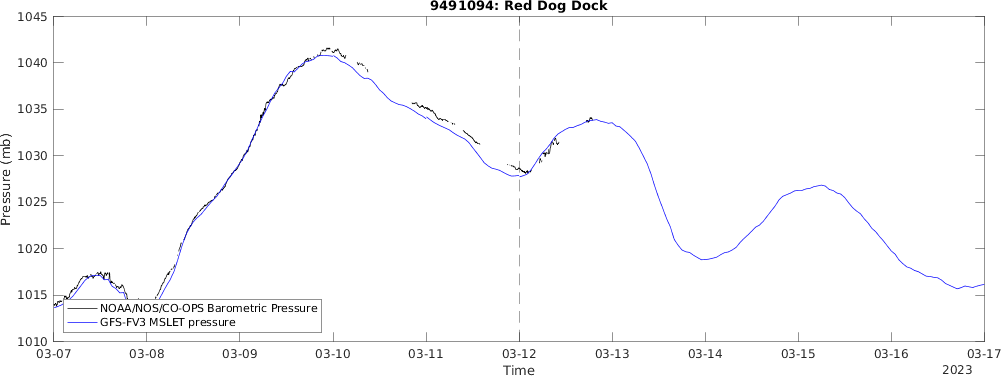 9491094: Red Dog Dock
Pressure (mb)
1045
1040
1035
1030
1025
1020
1015
1010
NOAA/NOS/CO-OPS Barometric Pressure
GFS-FV3 MSLET pressure
03-07 03-08 03-09 03-10 03-11 03-12 03-13 03-14 03-15 03-16 03-17
Time
2023